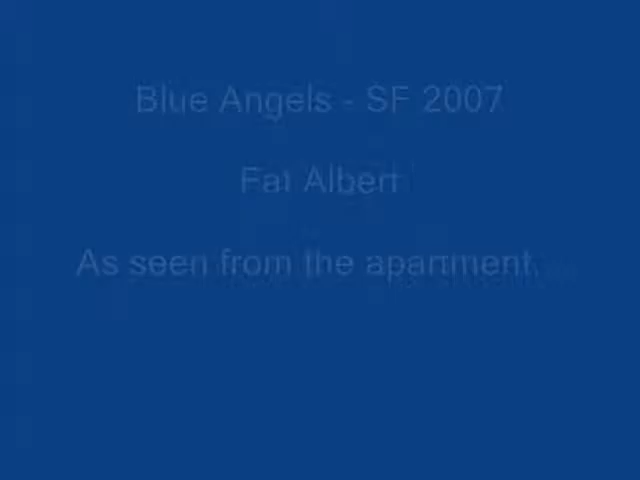 Blue Angels - SF 2007
Fat Albert
As seen from the apartment...